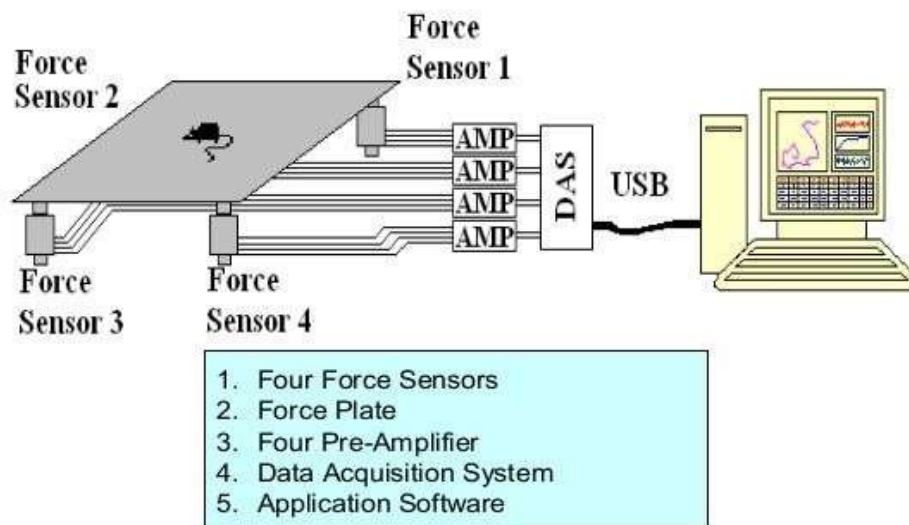 Force
Sensor 1
Force
Sensor 2
AMP
AMP
AMP
AMP
DAS
USB
Force
Sensor 3
Force
Sensor 4
1. Four Force Sensors
2. Force Plate
3. Four Pre-Amplifier
4. Data Acquisition System
5. Application Software